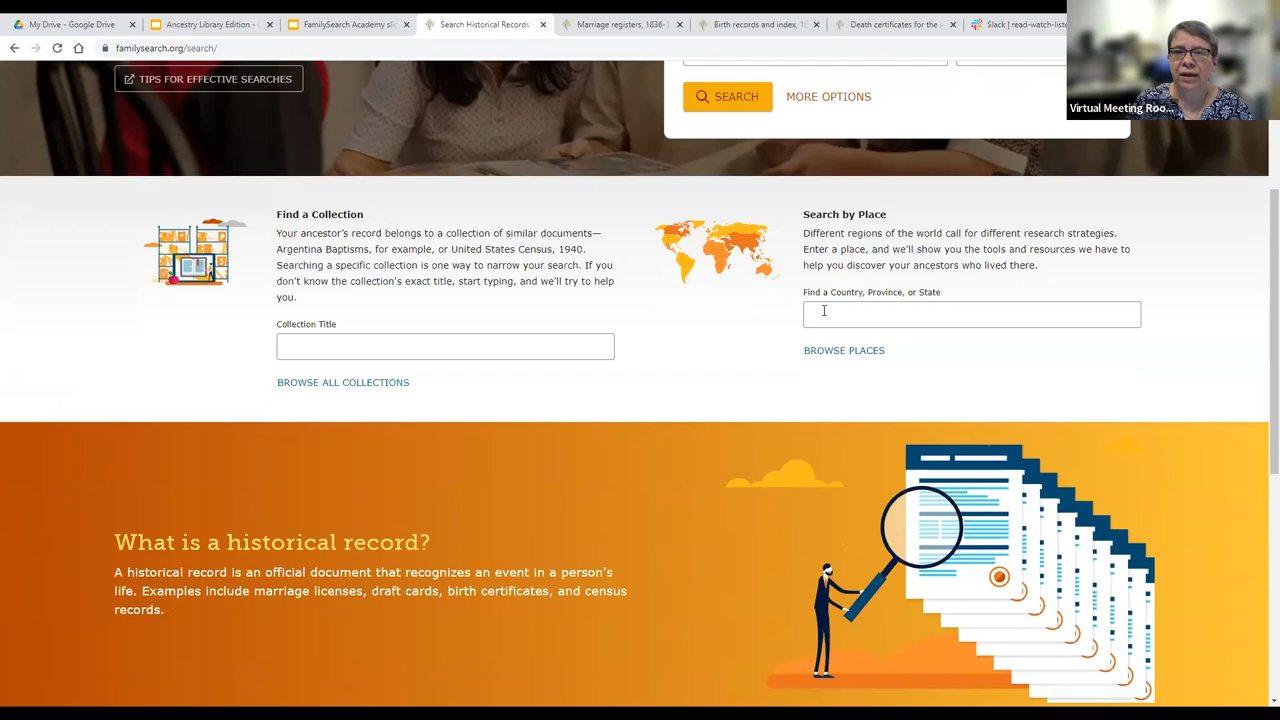 My Drive - Google Drive
Ancestry Library Edition -
FamilySearch Academy sli
Search Historical Records
Marriage registers, 1836-
Birth records and index, 1
Death certificates for the
Slack | read-watch-liste
familysearch.org/search/
TIPS FOR EFFECTIVE SEARCHES
SEARCH
MORE OPTIONS
Virtual Meeting Roo...
Find a Collection
Your ancestor's record belongs to a collection of similar documents—
Argentina Baptisms, for example, or United States Census, 1940.
Searching a specific collection is one way to narrow your search. If you
don't know the collection's exact title, start typing, and we'll try to help
you.
Collection Title
BROWSE ALL COLLECTIONS
Search by Place
Different regions of the world call for different research strategies.
Enter a place, and we'll show you the tools and resources we have to
help you discover your ancestors who lived there.
Find a Country, Province, or State
BROWSE PLACES
What is a historical record?
A historical record is an official document that recognizes an event in a person's
life. Examples include marriage licenses, draft cards, birth certificates, and census
records.